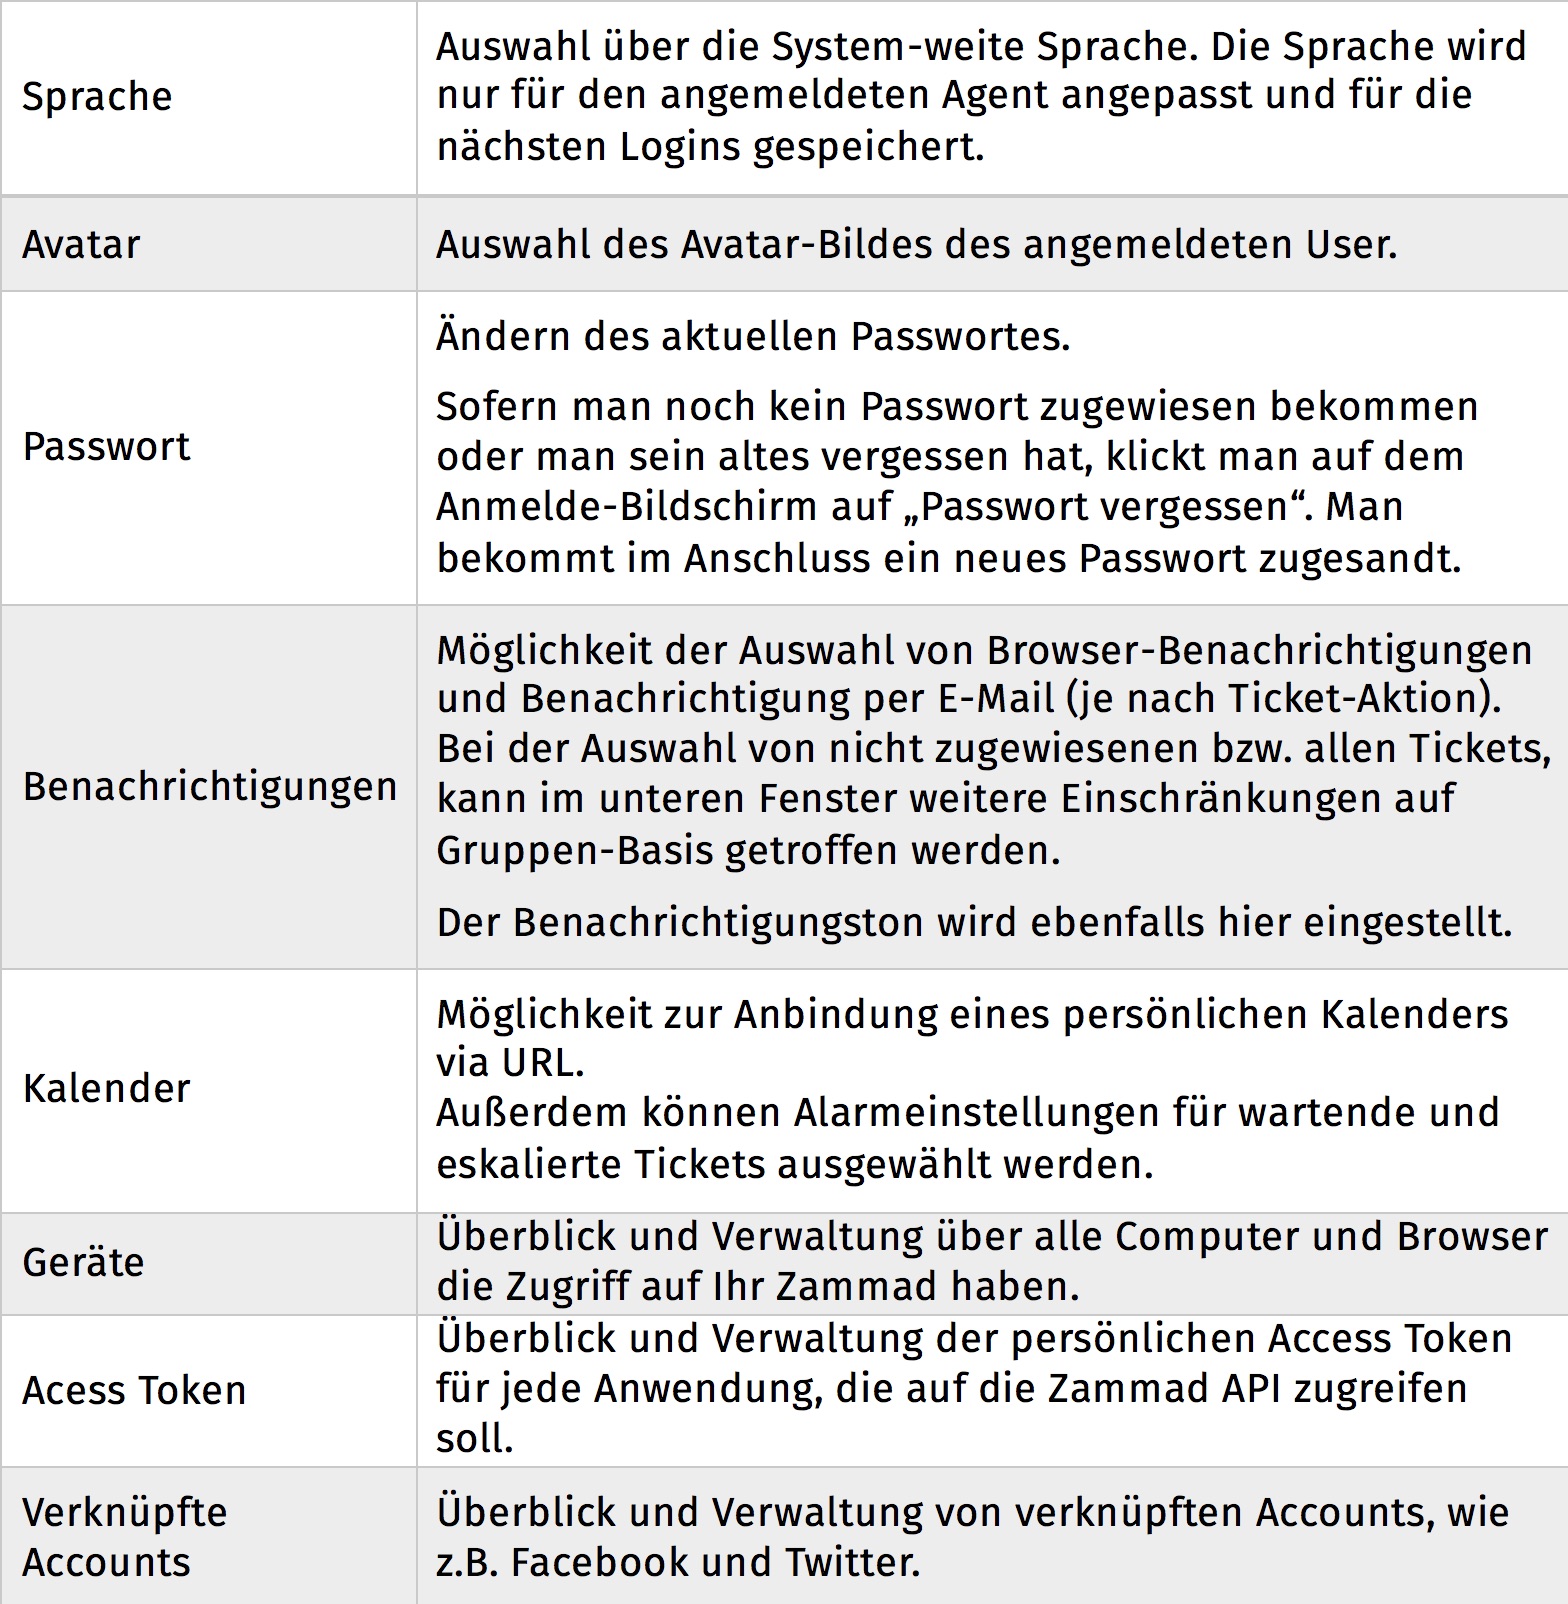 Sprache
Auswahl über die System-weite Sprache. Die Sprache wird
nur für den angemeldeten Agent angepasst und für die
nächsten Logins gespeichert.
Avatar
Auswahl des Avatar-Bildes des angemeldeten User.
Passwort
Ändern des aktuellen Passwortes.
Sofern man noch kein Passwort zugewiesen bekommen
oder man sein altes vergessen hat, klickt man auf dem
Anmelde-Bildschirm auf „Passwort vergessen“. Man
bekommt im Anschluss ein neues Passwort zugesandt.
Benachrichtigungen
Möglichkeit der Auswahl von Browser-Benachrichtigungen
und Benachrichtigung per E-Mail (je nach Ticket-Aktion).
Bei der Auswahl von nicht zugewiesenen bzw. allen Tickets,
kann im unteren Fenster weitere Einschränkungen auf
Gruppen-Basis getroffen werden.
Der Benachrichtigungston wird ebenfalls hier eingestellt.
Kalender
Möglichkeit zur Anbindung eines persönlichen Kalenders
via URL.
Außerdem können Alarmeinstellungen für wartende und
eskalierte Tickets ausgewählt werden.
Geräte
Überblick und Verwaltung über alle Computer und Browser
die Zugriff auf Ihr Zammad haben.
Acess Token
Überblick und Verwaltung der persönlichen Access Token
für jede Anwendung, die auf die Zammad API zugreifen
soll.
Verknüpfte
Accounts
Überblick und Verwaltung von verknüpften Accounts, wie
z.B. Facebook und Twitter.